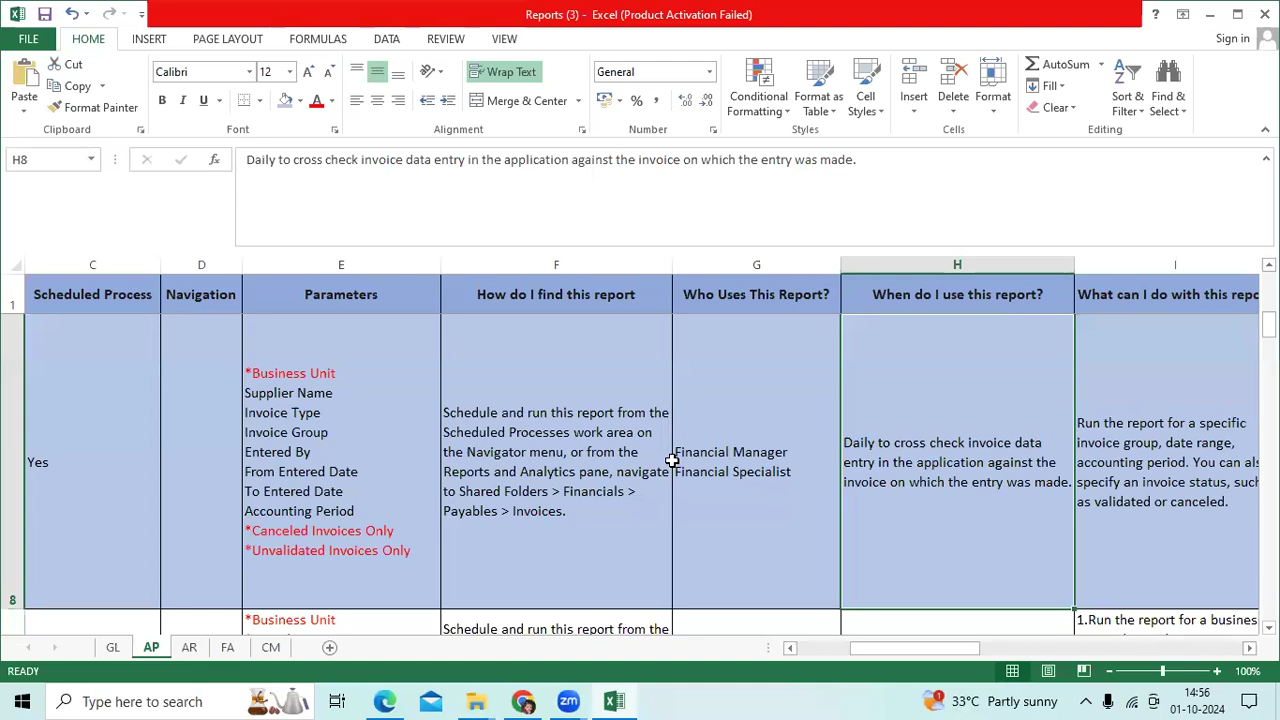 Reports (3) - Excel (Product Activation Failed)
?
FILE
HOME
INSERT
PAGE LAYOUT
FORMULAS
DATA
REVIEW
VIEW
Sign in
Paste
Cut
Copy
Format Painter
Clipboard
Calibri
12
B I U
Font
Wrap Text
Merge & Center
Alignment
General
%
Number
Conditional Formatting
Format as Table
Cell Styles
Styles
Insert
Delete
Format
Cells
AutoSum
Fill
Clear
Sort & Filter
Find & Select
Editing
H8
fx
Daily to cross check invoice data entry in the application against the invoice on which the entry was made.
C D E F G H I
1
Scheduled Process
Navigation
Parameters
How do I find this report
Who Uses This Report?
When do I use this report?
What can I do with this repo
8
Yes
*Business Unit
Supplier Name
Invoice Type
Invoice Group
Entered By
From Entered Date
To Entered Date
Accounting Period
*Canceled Invoices Only
*Unvalidated Invoices Only
Schedule and run this report from the
Scheduled Processes work area on
the Navigator menu, or from the
Reports and Analytics pane, navigate
to Shared Folders > Financials >
Payables > Invoices.
Financial Manager
Financial Specialist
Daily to cross check invoice data
entry in the application against the
invoice on which the entry was made.
Run the report for a specific
invoice group, date range,
accounting period. You can als
specify an invoice status, such
as validated or canceled.
*Business Unit
Schedule and run this report from the
1.Run the report for a busines
GL
AP
AR
FA
CM
READY
100%
Type here to search
zm
33°C Partly sunny
14:56
01-10-2024